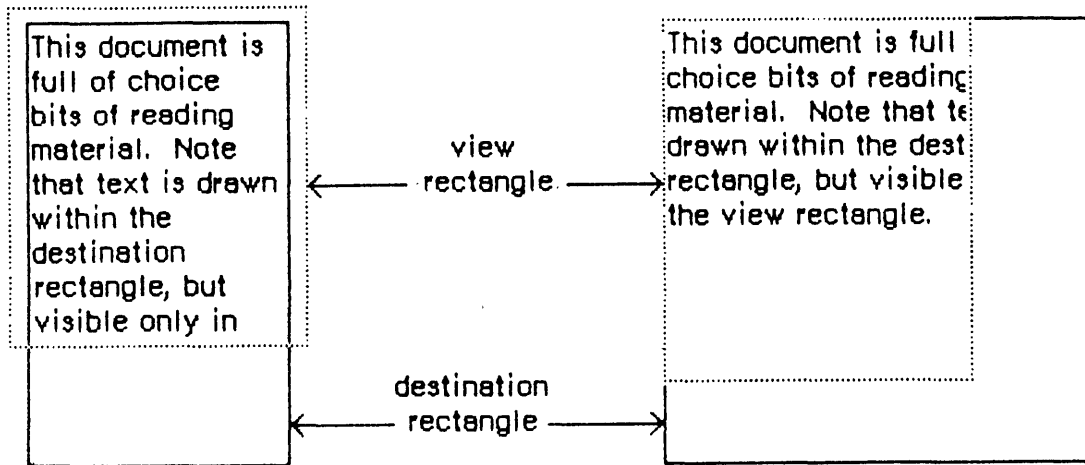 This document is
full of choice
bits of reading
material. Note
that text is drawn
within the
destination
rectangle, but
visible only in
view
rectangle
destination
rectangle
This document is full
choice bits of reading
material. Note that te
drawn within the dest
rectangle, but visible
the view rectangle.